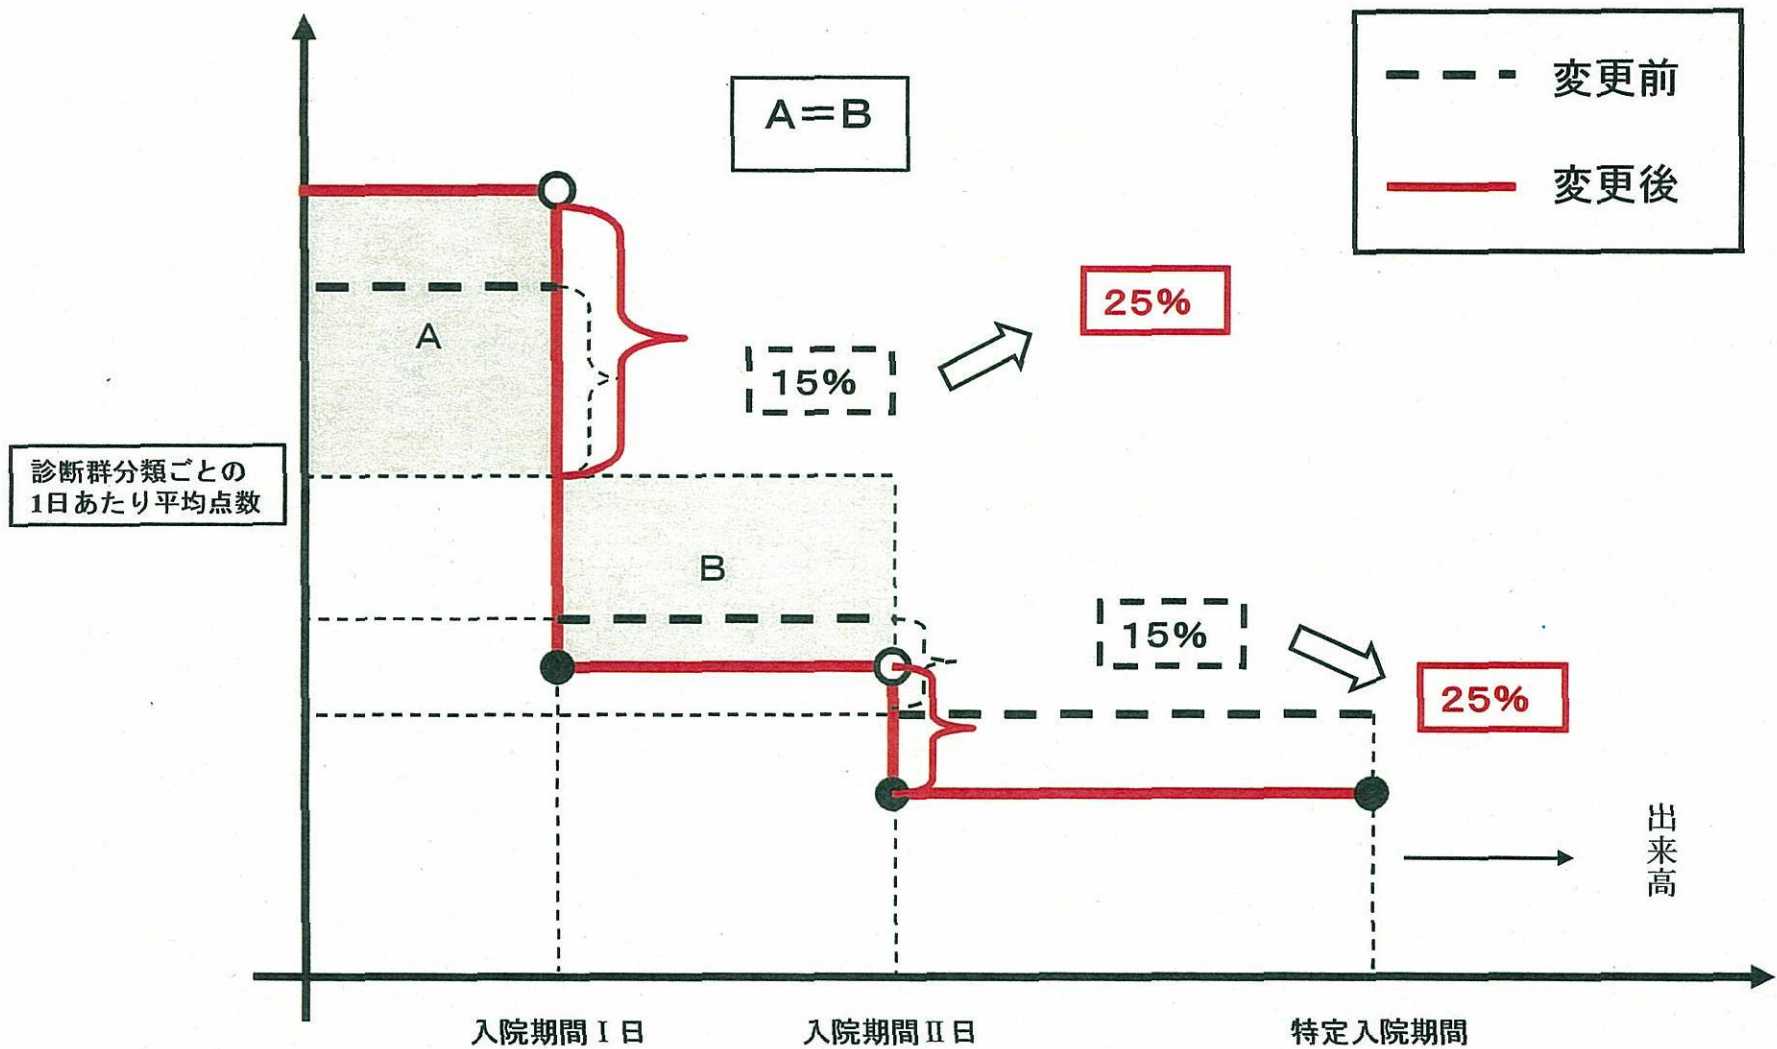 A=B
変更前
変更後
25%
A
15%
診断群分類ごとの
1日あたり平均点数
B
15%
25%
出来高
入院期間Ⅰ日
入院期間Ⅱ日
特定入院期間